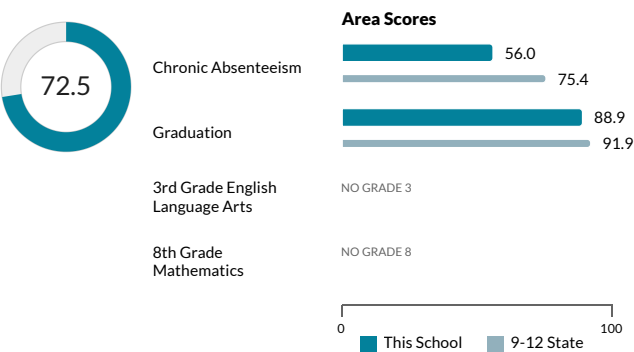 Area Scores
72.5
Chronic Absenteeism
56.0
75.4
Graduation
88.9
91.9
3rd Grade English
Language Arts
NO GRADE 3
8th Grade
Mathematics
NO GRADE 8
0
100
This School
9-12 State